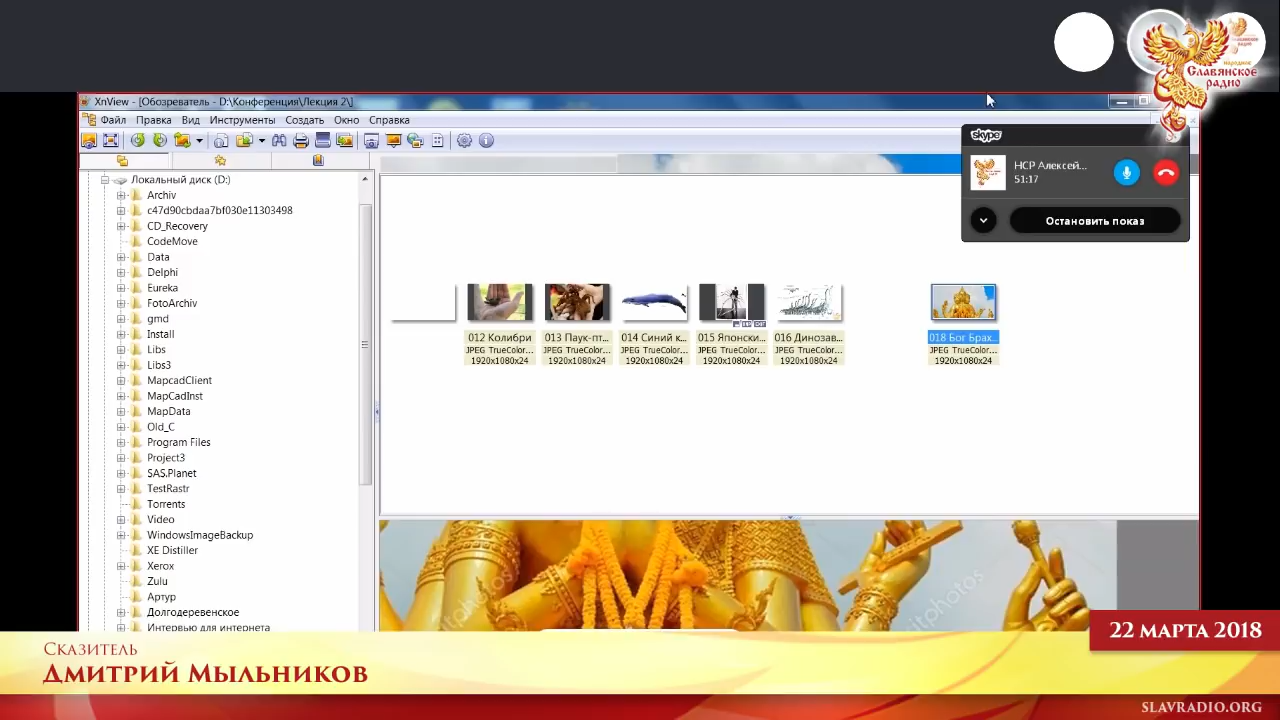 народное
Славянское
радио
XnView - [Обозреватель - D:\Конференция\Лекция 2\]
Файл Правка Вид Инструменты Создать Окно Справка
skype
НСР Алексей...
51:17
Остановить показ
Локальный диск (D:)
Archiv
c47d90cbdaa7bf030e11303498
CD_Recovery
CodeMove
Data
Delphi
Eureka
FotoArchiv
gmd
Install
Libs
Libs3
MapcadClient
MapCadInst
MapData
Old_C
Program Files
Project3
SAS.Planet
TestRastr
Torrents
Video
WindowsImageBackup
XE Distiller
Xerox
Zulu
Артур
Долгодеревенское
Интервью для интернета
012 Колибри 013 Паук-пт... 014 Синий к... 015 Японски... 016 Динозав... 018 Бог Брах...
JPEG TrueColor... JPEG TrueColor... JPEG TrueColor... JPEG TrueColor... JPEG TrueColor... JPEG TrueColor...
1920x1080x24 1920x1080x24 1920x1080x24 1920x1080x24 1920x1080x24 1920x1080x24
22 МАРТА 2018
СКАЗИТЕЛЬ
ДМИТРИЙ МЫЛЬНИКОВ
SLAVRADIO.ORG